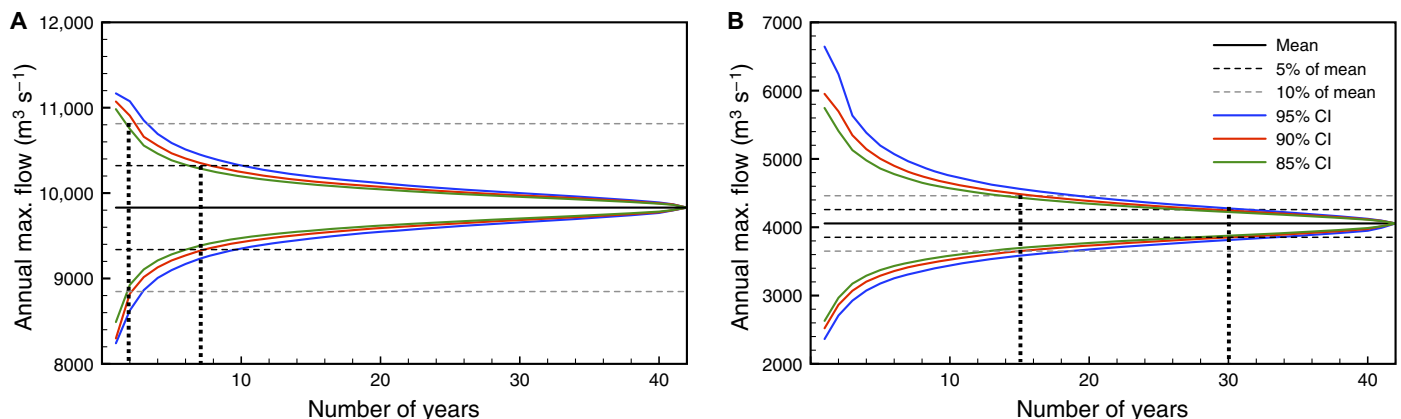 A
12,000
11,000
10,000
9000
8000
Annual max. flow (m³ s⁻¹)
10
20
30
40
Number of years
B
7000
6000
5000
4000
3000
2000
Annual max. flow (m³ s⁻¹)
10
20
30
40
Number of years
Mean
5% of mean
10% of mean
95% CI
90% CI
85% CI